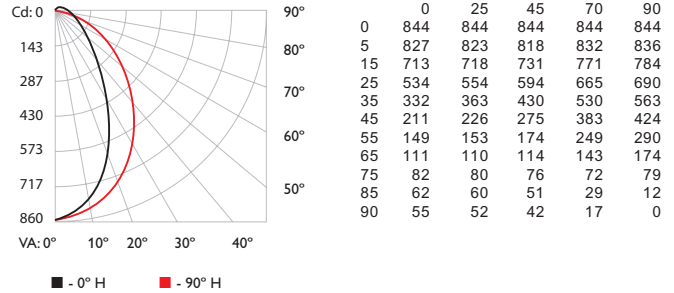 Cd: 0
143
287
430
573
717
860
90°
80°
70°
60°
50°
VA: 0° 10° 20° 30° 40°
- 0° H - 90° H
0 25 45 70 90
0 844 844 844 844 844
5 827 823 818 832 836
15 713 718 731 771 784
25 534 554 594 665 690
35 332 363 430 530 563
45 211 226 275 383 424
55 149 153 174 249 290
65 111 110 114 143 174
75 82 80 76 72 79
85 62 60 51 29 12
90 55 52 42 17 0